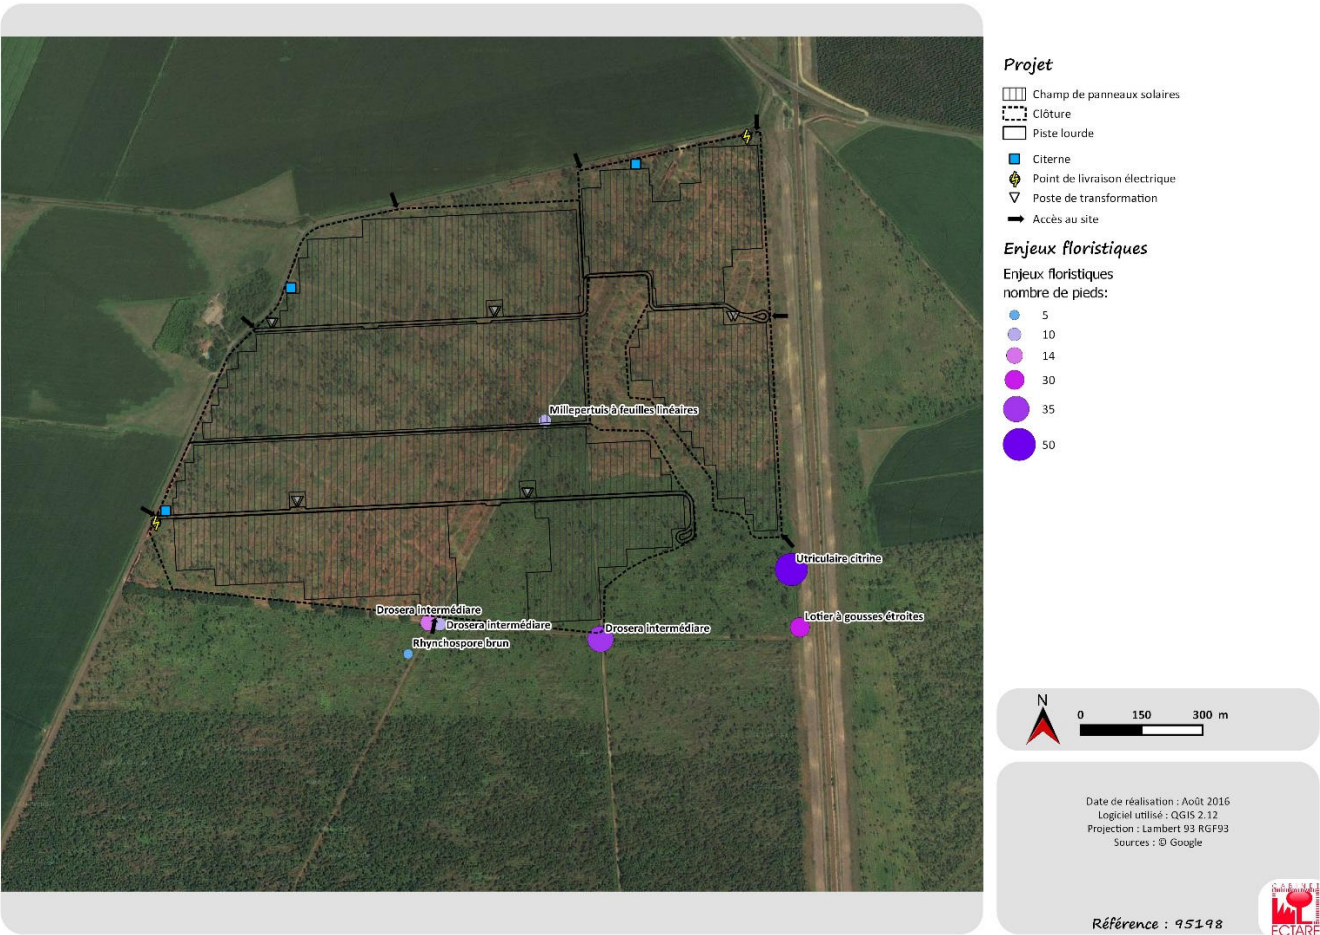 Projet
Champ de panneaux solaires
Clôture
Piste lourde
Citerne
Point de livraison électrique
Poste de transformation
Accès au site
Enjeux floristiques
Enjeux floristiques
nombre de pieds:
5
10
14
30
35
50
Millepertuis à feuilles linéaires
Utriculaire citrine
Drosera intermédiare
Lotier à gousses étroites
Drosera intermédiare
Drosera intermédiare
Rhynchospore brun
N
0 150 300 m
Date de réalisation : Août 2016
Logiciel utilisé : QGIS 2.12
Projection : Lambert 93 RGF93
Sources : © Google
Référence : 95198
CABINET
ECTARE